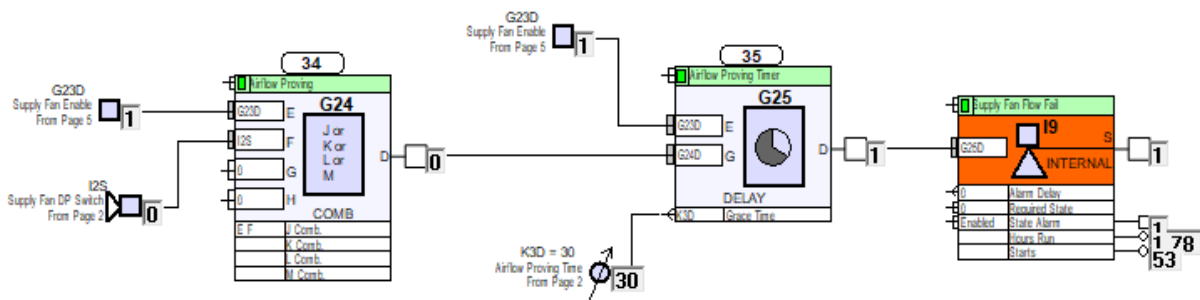 G23D
Supply Fan Enable
From Page 5
1
I2S
Supply Fan DP Switch
From Page 2
0
34
Airflow Proving
G24
G23D
E
I2S
F
0
G
0
H
J or
K or
L or
M
D
0
COMB
E F
J Comb.
K Comb.
L Comb.
M Comb.
G23D
Supply Fan Enable
From Page 5
1
K3D = 30
Airflow Proving Time
From Page 2
30
35
Airflow Proving Timer
G25
G23D
E
G24D
G
D
1
DELAY
K3D
Grace Time
Supply Fan Flow Fail
I9
G25D
S
1
INTERNAL
0
Alarm Delay
0
Required State
Enabled
State Alarm
1
Hours Run
1.78
Starts
53